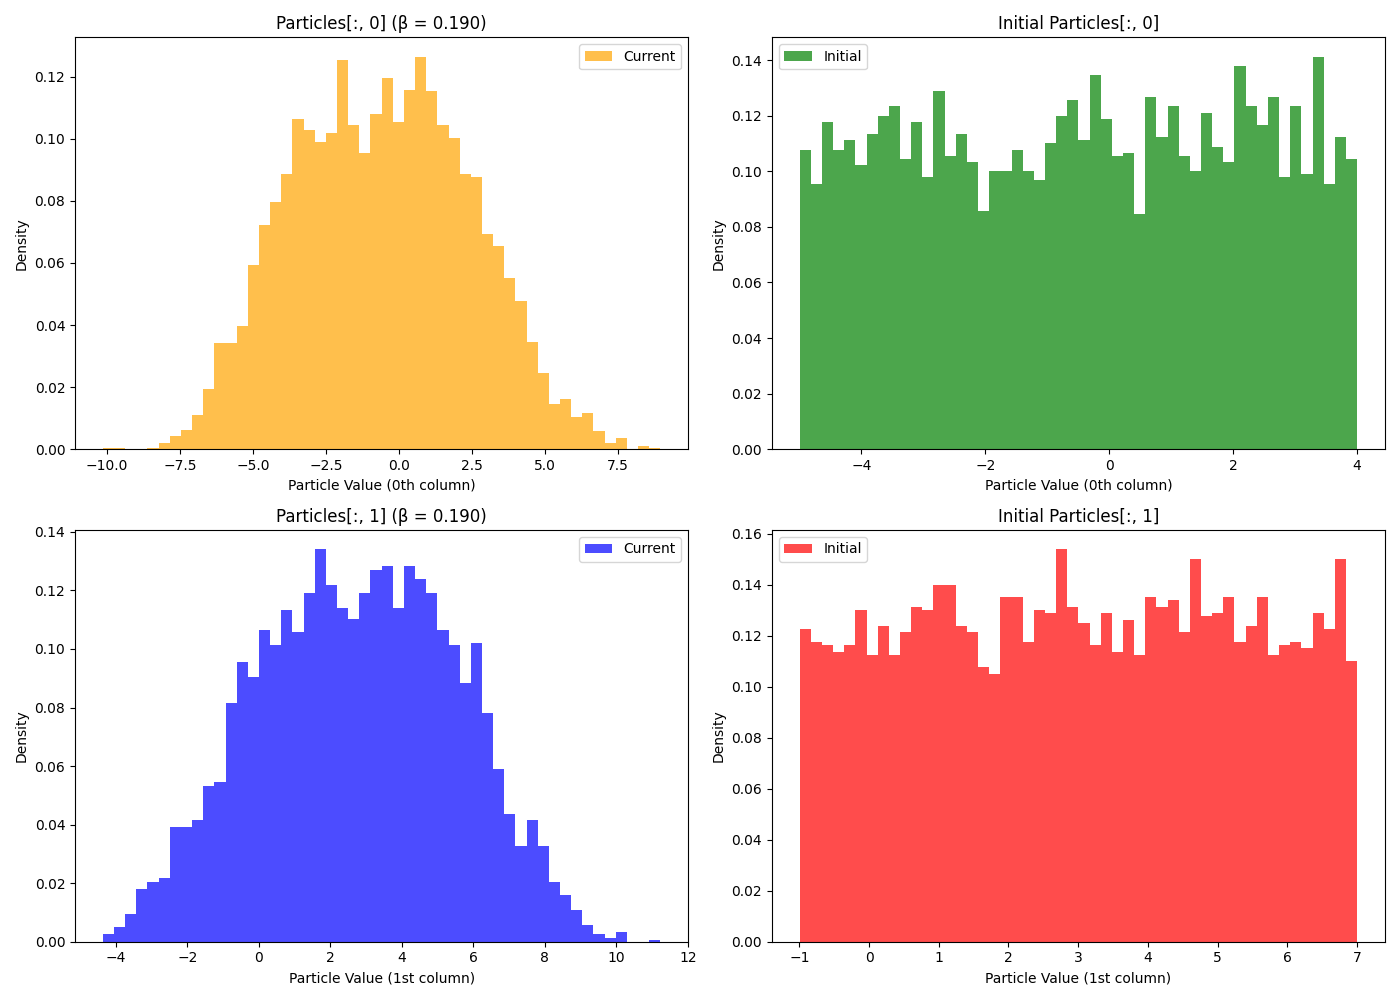 Particles[:, 0] (β = 0.190)
Current
Density
0.12
0.10
0.08
0.06
0.04
0.02
0.00
−10.0 −7.5 −5.0 −2.5 0.0 2.5 5.0 7.5
Particle Value (0th column)
Initial Particles[:, 0]
Initial
Density
0.14
0.12
0.10
0.08
0.06
0.04
0.02
0.00
−4 −2 0 2 4
Particle Value (0th column)
Particles[:, 1] (β = 0.190)
Current
Density
0.14
0.12
0.10
0.08
0.06
0.04
0.02
0.00
−4 −2 0 2 4 6 8 10 12
Particle Value (1st column)
Initial Particles[:, 1]
Initial
Density
0.16
0.14
0.12
0.10
0.08
0.06
0.04
0.02
0.00
−1 0 1 2 3 4 5 6 7
Particle Value (1st column)